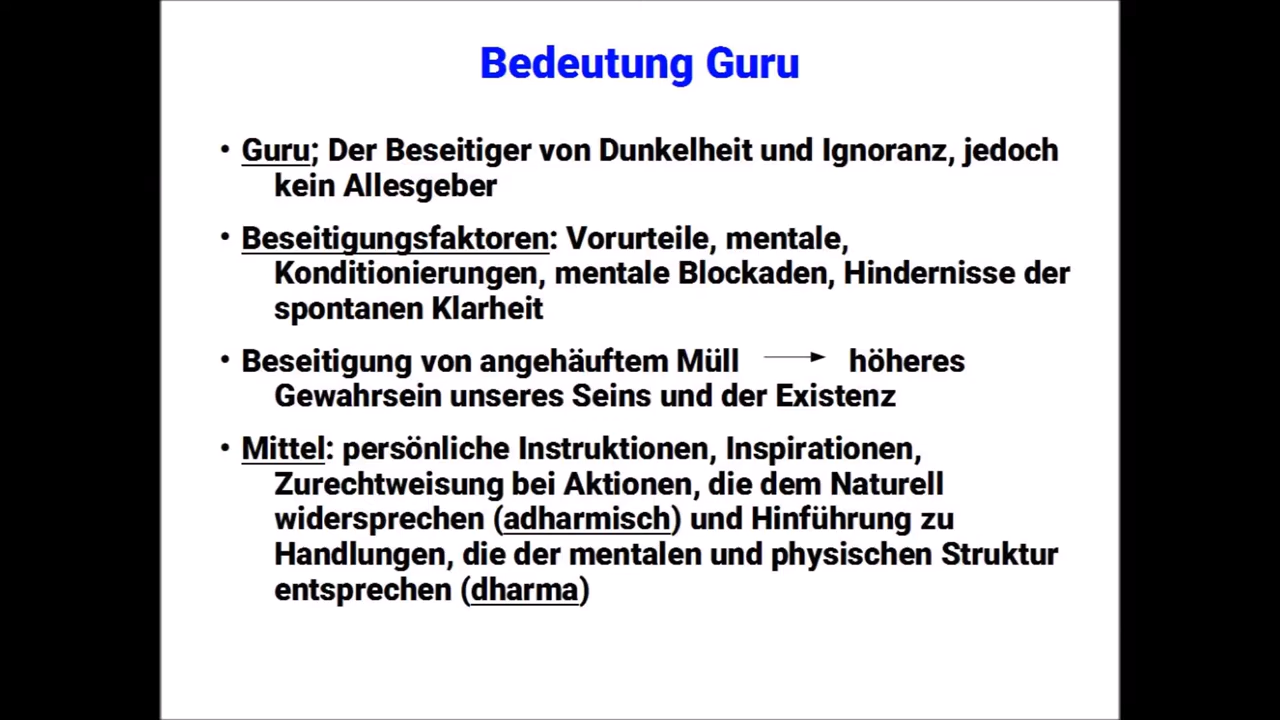 Bedeutung Guru
• Guru; Der Beseitiger von Dunkelheit und Ignoranz, jedoch
kein Allesgeber
• Beseitigungsfaktoren: Vorurteile, mentale,
Konditionierungen, mentale Blockaden, Hindernisse der
spontanen Klarheit
• Beseitigung von angehäuftem Müll → höheres
Gewahrsein unseres Seins und der Existenz
• Mittel: persönliche Instruktionen, Inspirationen,
Zurechtweisung bei Aktionen, die dem Naturell
widersprechen (adharmisch) und Hinführung zu
Handlungen, die der mentalen und physischen Struktur
entsprechen (dharma)